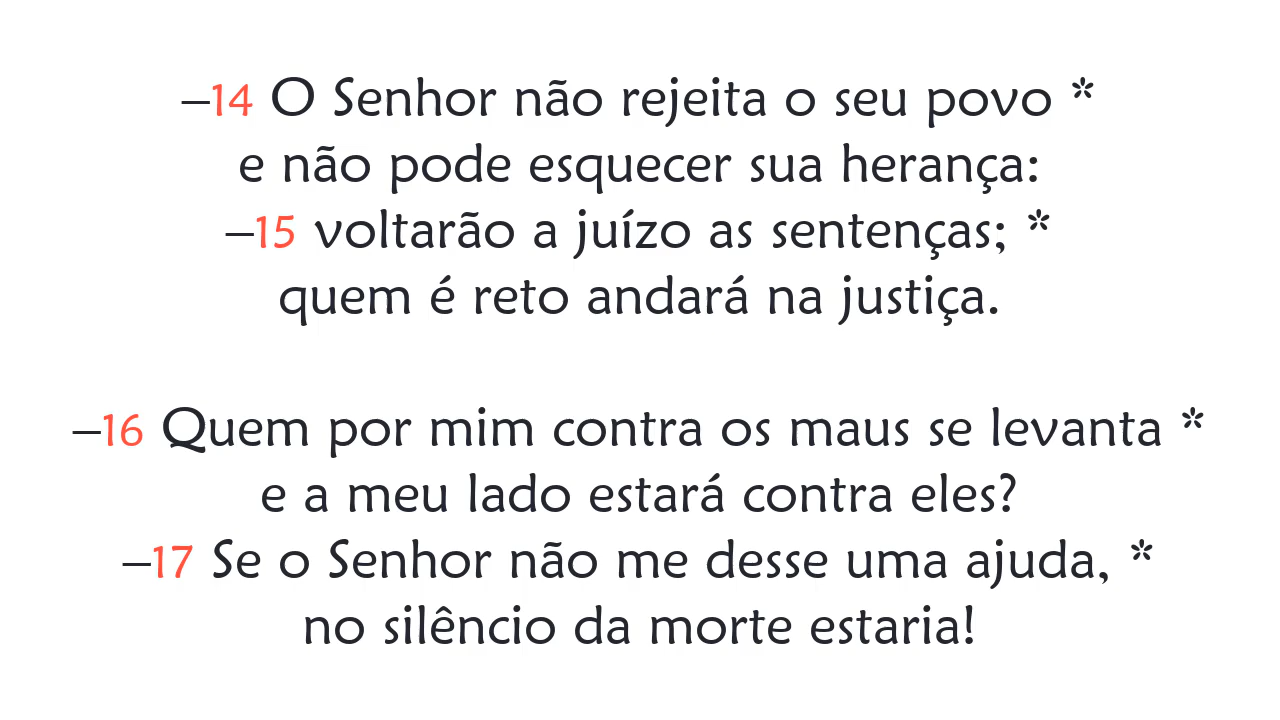 –14 O Senhor não rejeita o seu povo *
e não pode esquecer sua herança:
–15 voltarão a juízo as sentenças; *
quem é reto andará na justiça.
–16 Quem por mim contra os maus se levanta *
e a meu lado estará contra eles?
–17 Se o Senhor não me desse uma ajuda, *
no silêncio da morte estaria!